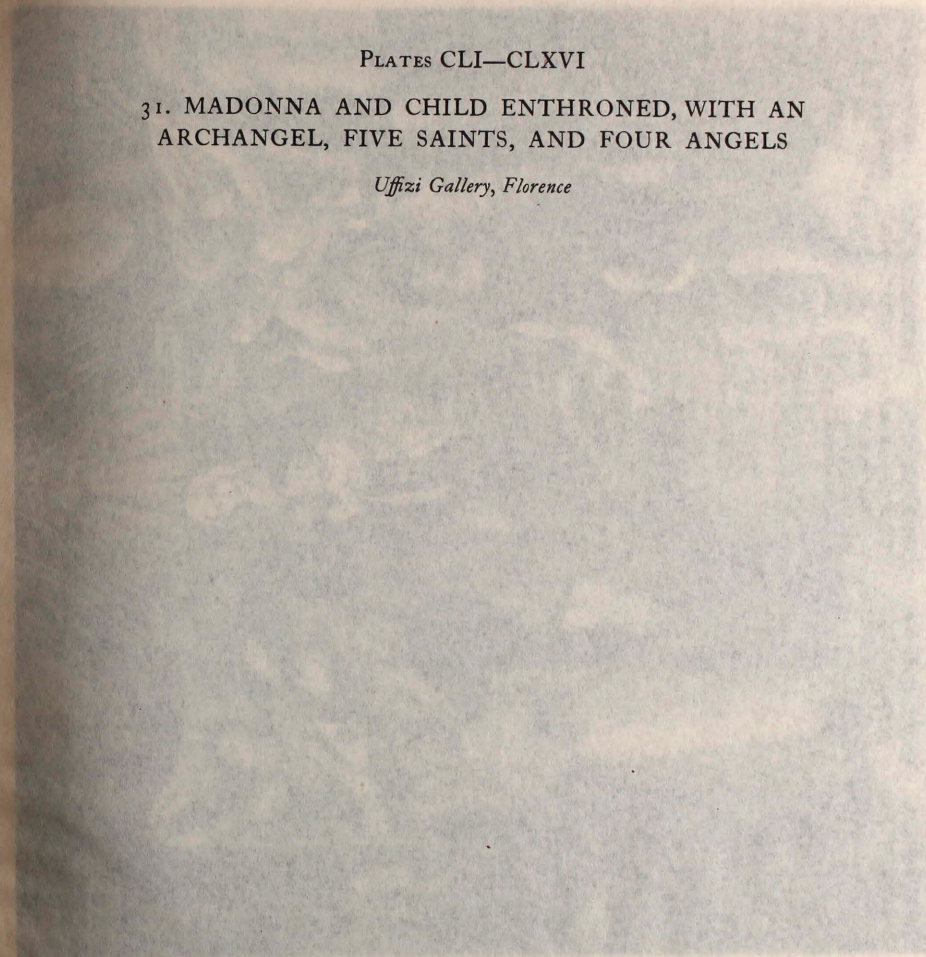 Plates CLI—CLXVI
31. MADONNA AND CHILD ENTHRONED, WITH AN
ARCHANGEL, FIVE SAINTS, AND FOUR ANGELS
Uffizi Gallery, Florence